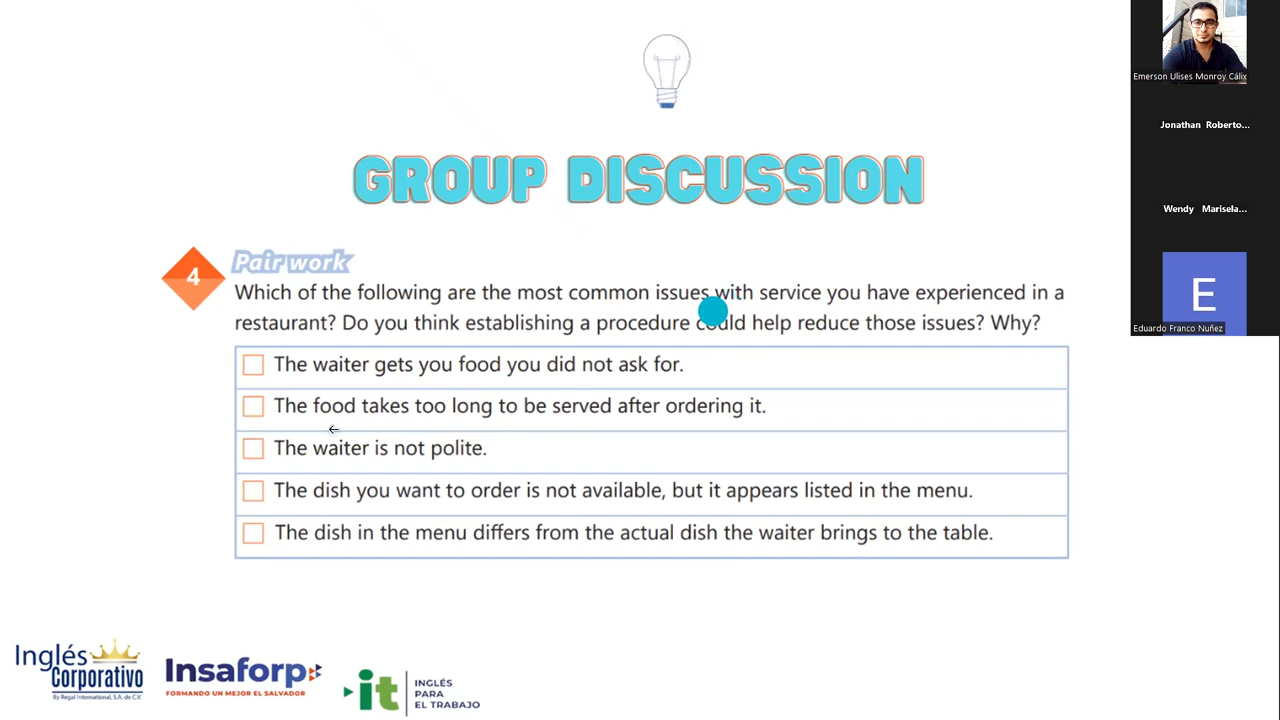 GROUP DISCUSSION
4
Pair work
Which of the following are the most common issues with service you have experienced in a
restaurant? Do you think establishing a procedure could help reduce those issues? Why?
The waiter gets you food you did not ask for.
The food takes too long to be served after ordering it.
The waiter is not polite.
The dish you want to order is not available, but it appears listed in the menu.
The dish in the menu differs from the actual dish the waiter brings to the table.
Inglés
Corporativo
By Regal International, S.A. de C.V.
Insaforp
FORMANDO UN MEJOR EL SALVADOR
it
INGLÉS
PARA
EL TRABAJO
Emerson Ulises Monroy Cálix
Jonathan Roberto...
Wendy Marisela...
E
Eduardo Franco Nuñez